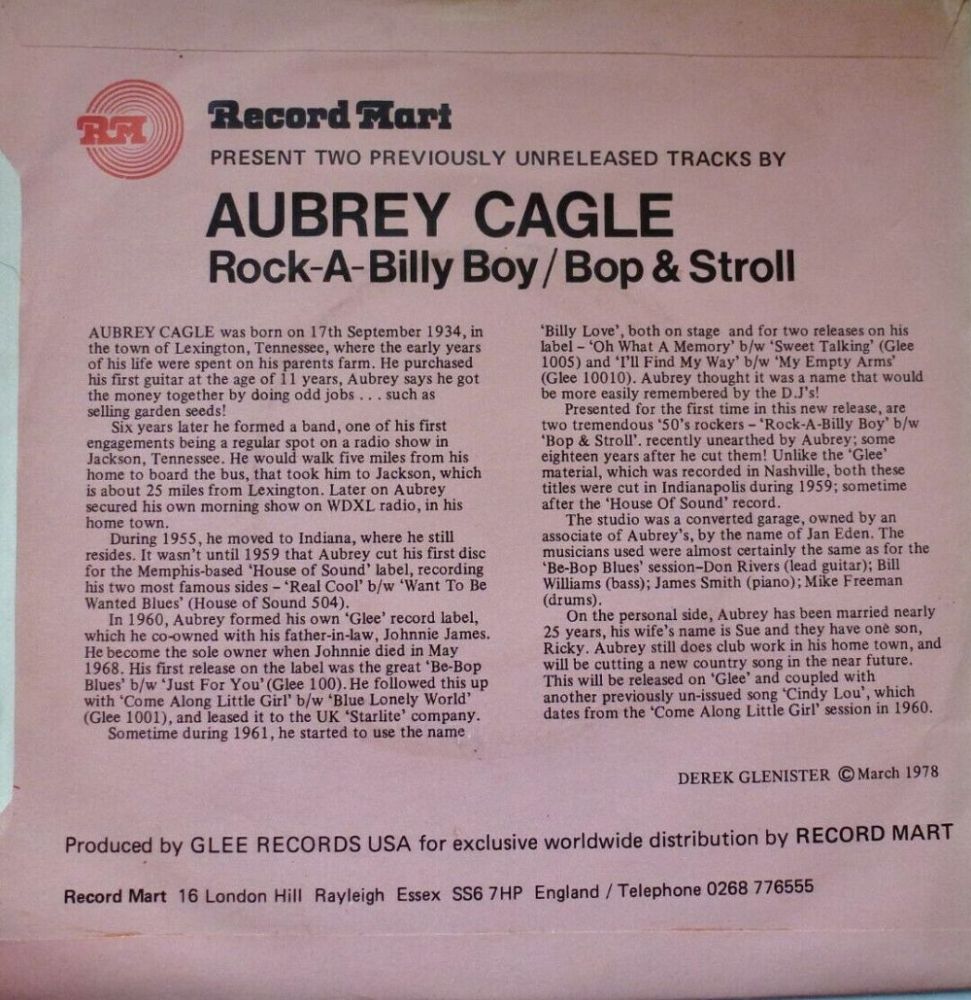 RM
Record Mart
PRESENT TWO PREVIOUSLY UNRELEASED TRACKS BY
AUBREY CAGLE
Rock-A-Billy Boy/Bop & Stroll
AUBREY CAGLE was born on 17th September 1934, in
the town of Lexington, Tennessee, where the early years
of his life were spent on his parents farm. He purchased
his first guitar at the age of 11 years, Aubrey says he got
the money together by doing odd jobs . . . such as
selling garden seeds!
Six years later he formed a band, one of his first
engagements being a regular spot on a radio show in
Jackson, Tennessee. He would walk five miles from his
home to board the bus, that took him to Jackson, which
is about 25 miles from Lexington. Later on Aubrey
secured his own morning show on WDXL radio, in his
home town.
During 1955, he moved to Indiana, where he still
resides. It wasn't until 1959 that Aubrey cut his first disc
for the Memphis-based 'House of Sound' label, recording
his two most famous sides – 'Real Cool' b/w 'Want To Be
Wanted Blues' (House of Sound 504).
In 1960, Aubrey formed his own 'Glee' record label,
which he co-owned with his father-in-law, Johnnie James.
He become the sole owner when Johnnie died in May
1968. His first release on the label was the great 'Be-Bop
Blues' b/w 'Just For You' (Glee 100). He followed this up
with 'Come Along Little Girl' b/w 'Blue Lonely World'
(Glee 1001), and leased it to the UK 'Starlite' company.
Sometime during 1961, he started to use the name
'Billy Love', both on stage and for two releases on his
label – 'Oh What A Memory' b/w 'Sweet Talking' (Glee
1005) and 'I'll Find My Way' b/w 'My Empty Arms'
(Glee 10010). Aubrey thought it was a name that would
be more easily remembered by the D.J's!
Presented for the first time in this new release, are
two tremendous '50's rockers – 'Rock-A-Billy Boy' b/w
'Bop & Stroll'. recently unearthed by Aubrey; some
eighteen years after he cut them! Unlike the 'Glee'
material, which was recorded in Nashville, both these
titles were cut in Indianapolis during 1959; sometime
after the 'House Of Sound' record.
The studio was a converted garage, owned by an
associate of Aubrey's, by the name of Jan Eden. The
musicians used were almost certainly the same as for the
'Be-Bop Blues' session–Don Rivers (lead guitar); Bill
Williams (bass); James Smith (piano); Mike Freeman
(drums).
On the personal side, Aubrey has been married nearly
25 years, his wife's name is Sue and they have one son,
Ricky. Aubrey still does club work in his home town, and
will be cutting a new country song in the near future.
This will be released on 'Glee' and coupled with
another previously un-issued song 'Cindy Lou', which
dates from the 'Come Along Little Girl' session in 1960.
DEREK GLENISTER © March 1978
Produced by GLEE RECORDS USA for exclusive worldwide distribution by RECORD MART
Record Mart 16 London Hill Rayleigh Essex SS6 7HP England / Telephone 0268 776555